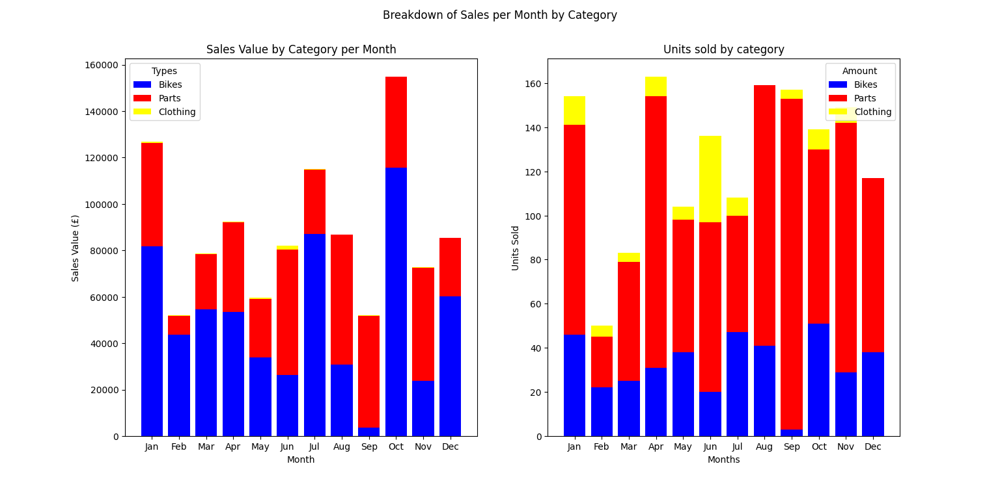 Breakdown of Sales per Month by Category
Sales Value by Category per Month
Types
Bikes
Parts
Clothing
Sales Value (£)
160000
140000
120000
100000
80000
60000
40000
20000
0
Jan Feb Mar Apr May Jun Jul Aug Sep Oct Nov Dec
Month
Units sold by category
Amount
Bikes
Parts
Clothing
Units Sold
160
140
120
100
80
60
40
20
0
Jan Feb Mar Apr May Jun Jul Aug Sep Oct Nov Dec
Months